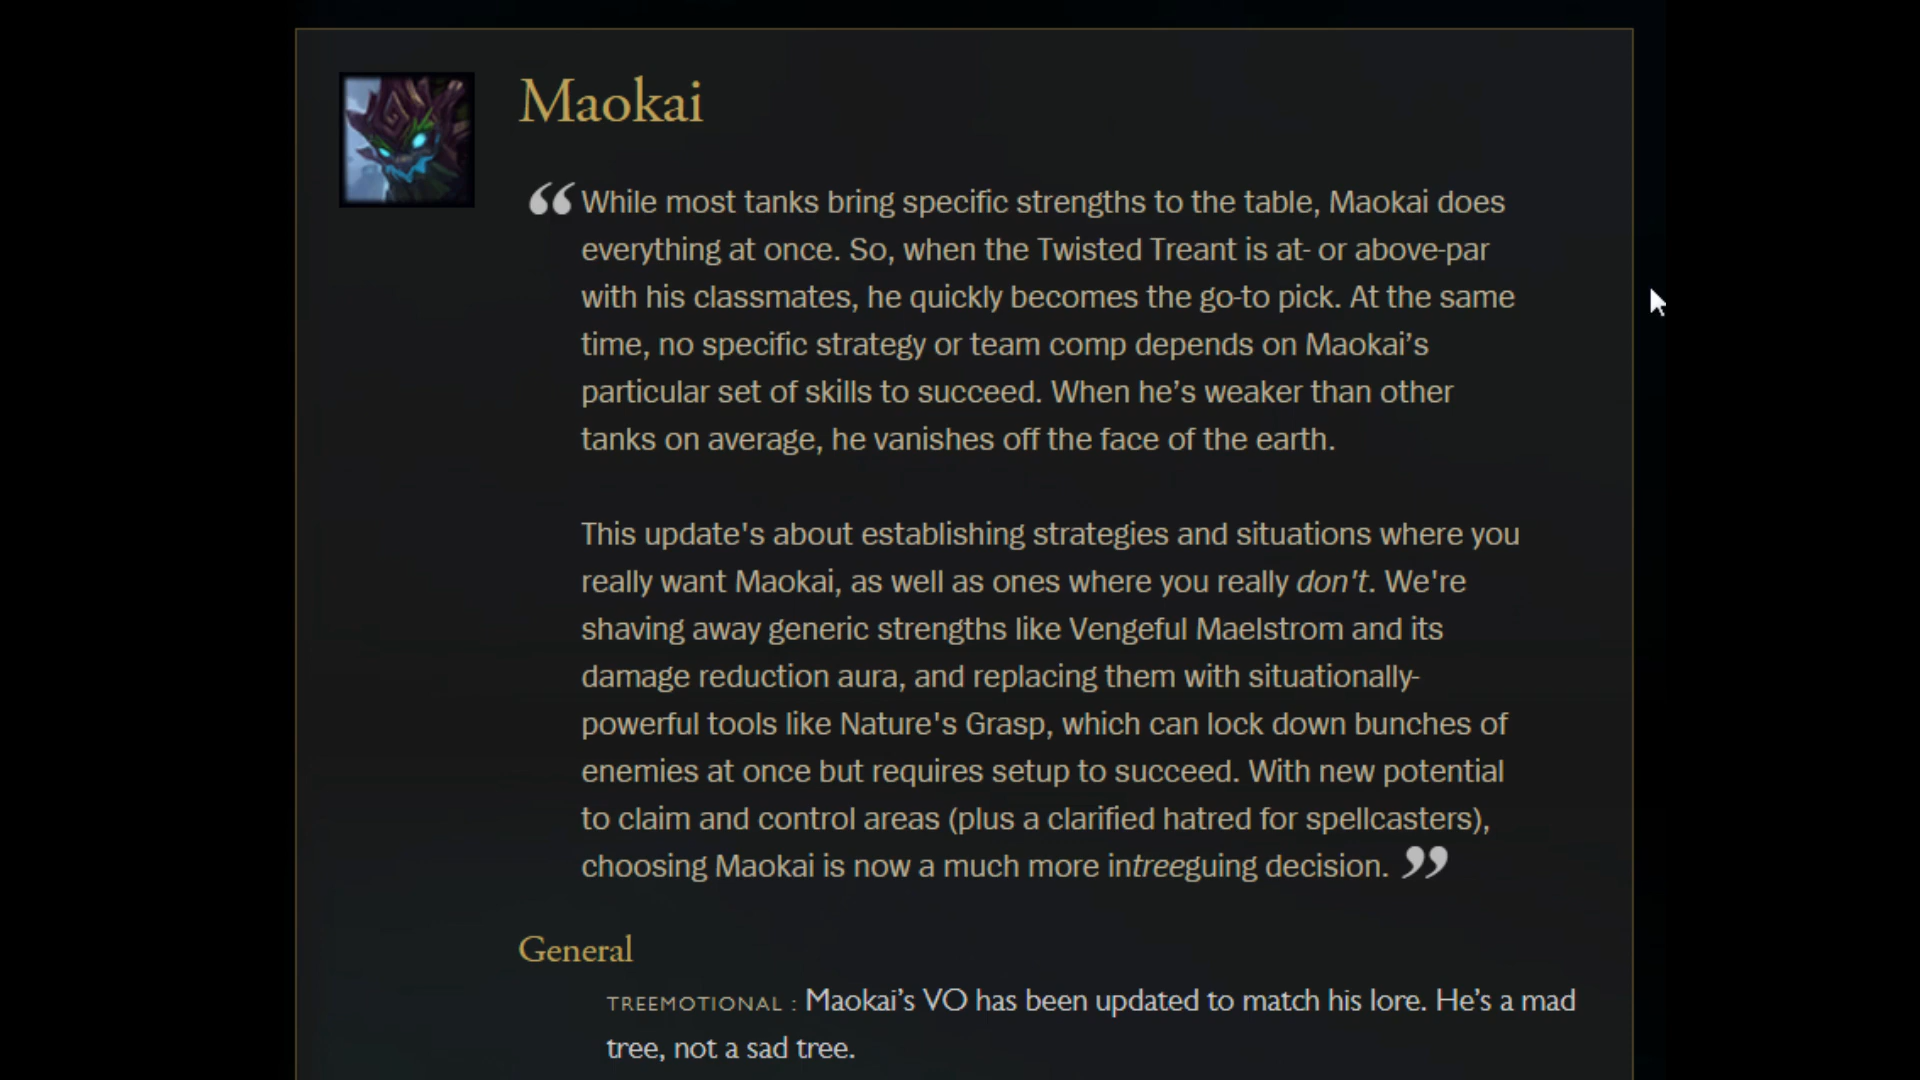 Maokai
“While most tanks bring specific strengths to the table, Maokai does
everything at once. So, when the Twisted Treant is at- or above-par
with his classmates, he quickly becomes the go-to pick. At the same
time, no specific strategy or team comp depends on Maokai’s
particular set of skills to succeed. When he’s weaker than other
tanks on average, he vanishes off the face of the earth.
This update's about establishing strategies and situations where you
really want Maokai, as well as ones where you really don't. We're
shaving away generic strengths like Vengeful Maelstrom and its
damage reduction aura, and replacing them with situationally-
powerful tools like Nature's Grasp, which can lock down bunches of
enemies at once but requires setup to succeed. With new potential
to claim and control areas (plus a clarified hatred for spellcasters),
choosing Maokai is now a much more intreeguing decision.”
General
TREEMOTIONAL : Maokai’s VO has been updated to match his lore. He’s a mad
tree, not a sad tree.